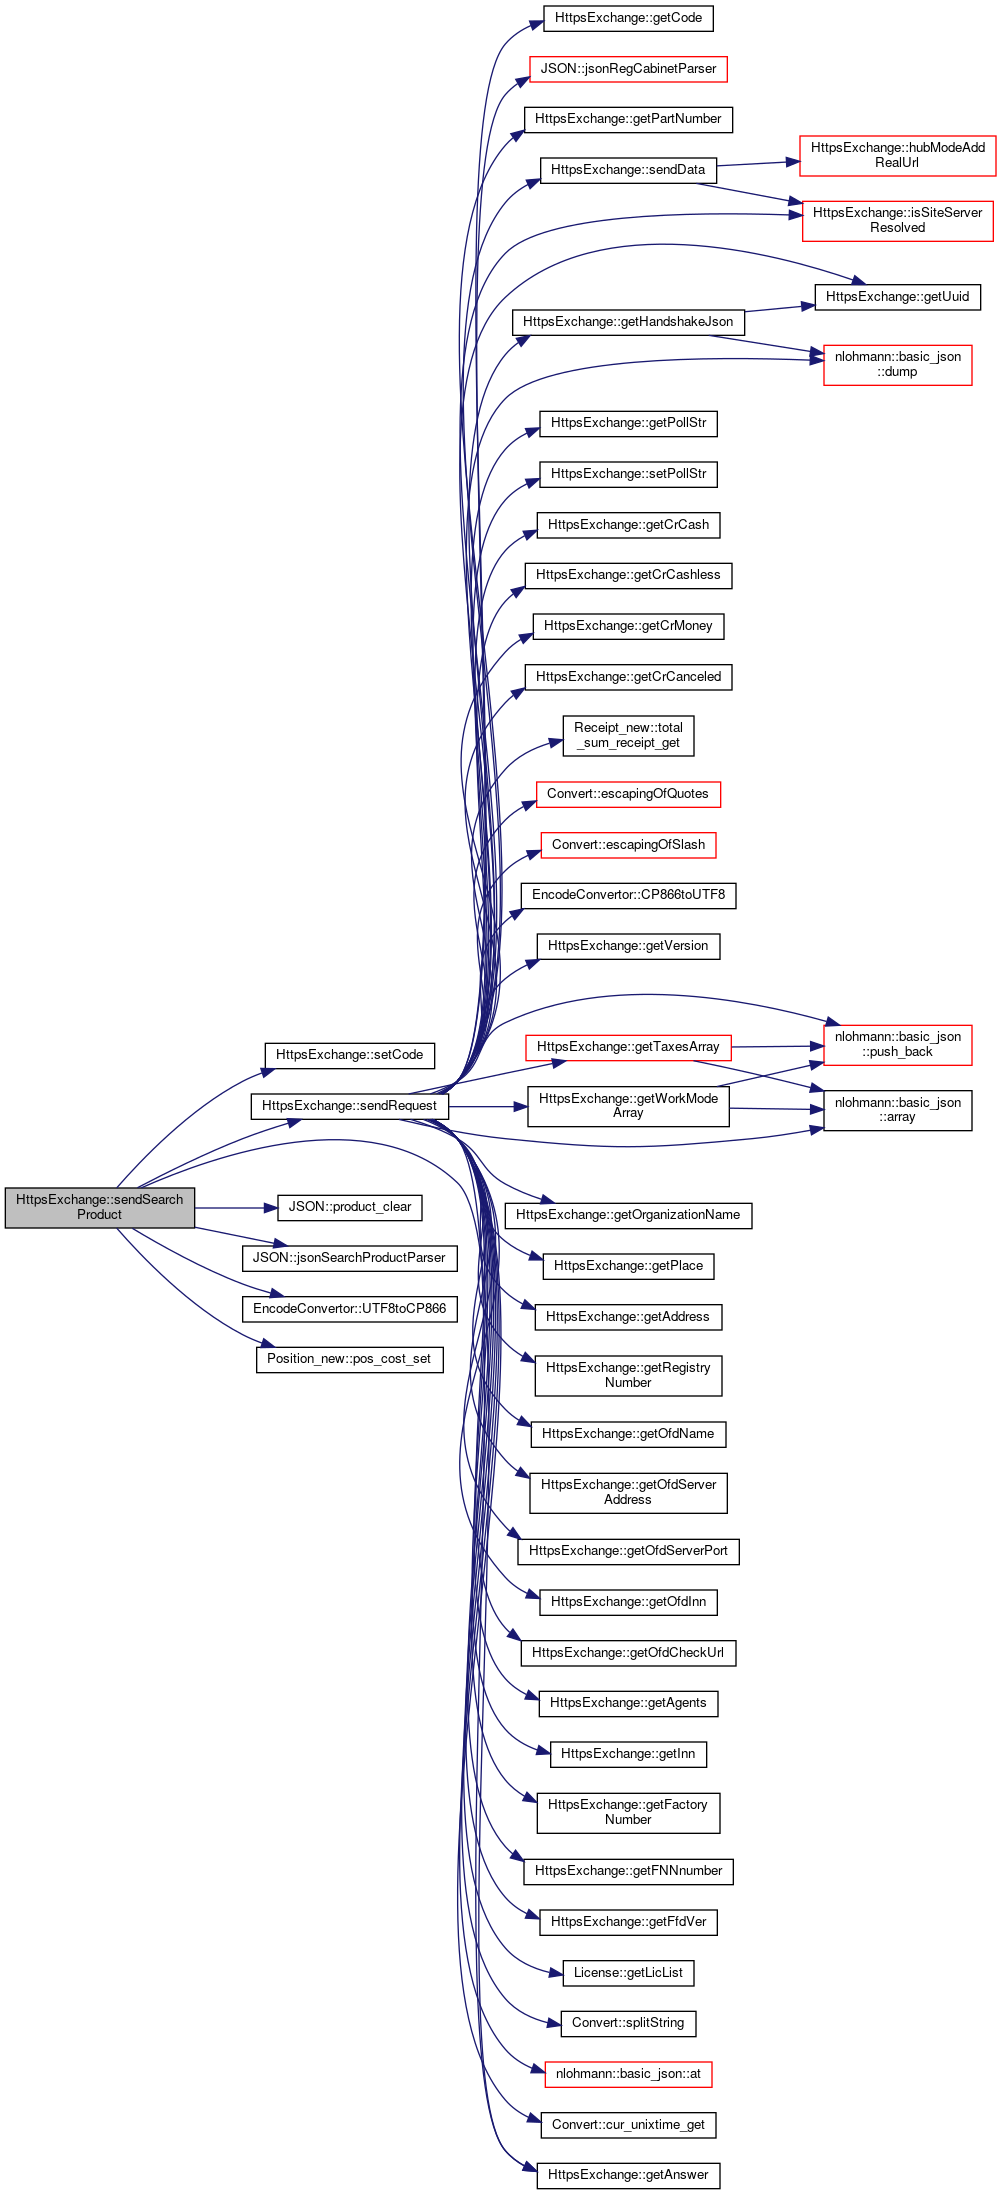 HttpsExchange::getCode
JSON::jsonRegCabinetParser
HttpsExchange::getPartNumber
HttpsExchange::sendData
HttpsExchange::hubModeAdd
RealUrl
HttpsExchange::isSiteServer
Resolved
HttpsExchange::getUuid
HttpsExchange::getHandshakeJson
nlohmann::basic_json
::dump
HttpsExchange::getPollStr
HttpsExchange::setPollStr
HttpsExchange::getCrCash
HttpsExchange::getCrCashless
HttpsExchange::getCrMoney
HttpsExchange::getCrCanceled
Receipt_new::total
_sum_receipt_get
Convert::escapingOfQuotes
Convert::escapingOfSlash
EncodeConvertor::CP866toUTF8
HttpsExchange::getVersion
HttpsExchange::getTaxesArray
nlohmann::basic_json
::push_back
HttpsExchange::setCode
HttpsExchange::sendRequest
HttpsExchange::getWorkMode
Array
nlohmann::basic_json
::array
HttpsExchange::sendSearch
Product
JSON::product_clear
JSON::jsonSearchProductParser
EncodeConvertor::UTF8toCP866
Position_new::pos_cost_set
HttpsExchange::getOrganizationName
HttpsExchange::getPlace
HttpsExchange::getAddress
HttpsExchange::getRegistry
Number
HttpsExchange::getOfdName
HttpsExchange::getOfdServer
Address
HttpsExchange::getOfdServerPort
HttpsExchange::getOfdInn
HttpsExchange::getOfdCheckUrl
HttpsExchange::getAgents
HttpsExchange::getInn
HttpsExchange::getFactory
Number
HttpsExchange::getFNNnumber
HttpsExchange::getFfdVer
License::getLicList
Convert::splitString
nlohmann::basic_json::at
Convert::cur_unixtime_get
HttpsExchange::getAnswer